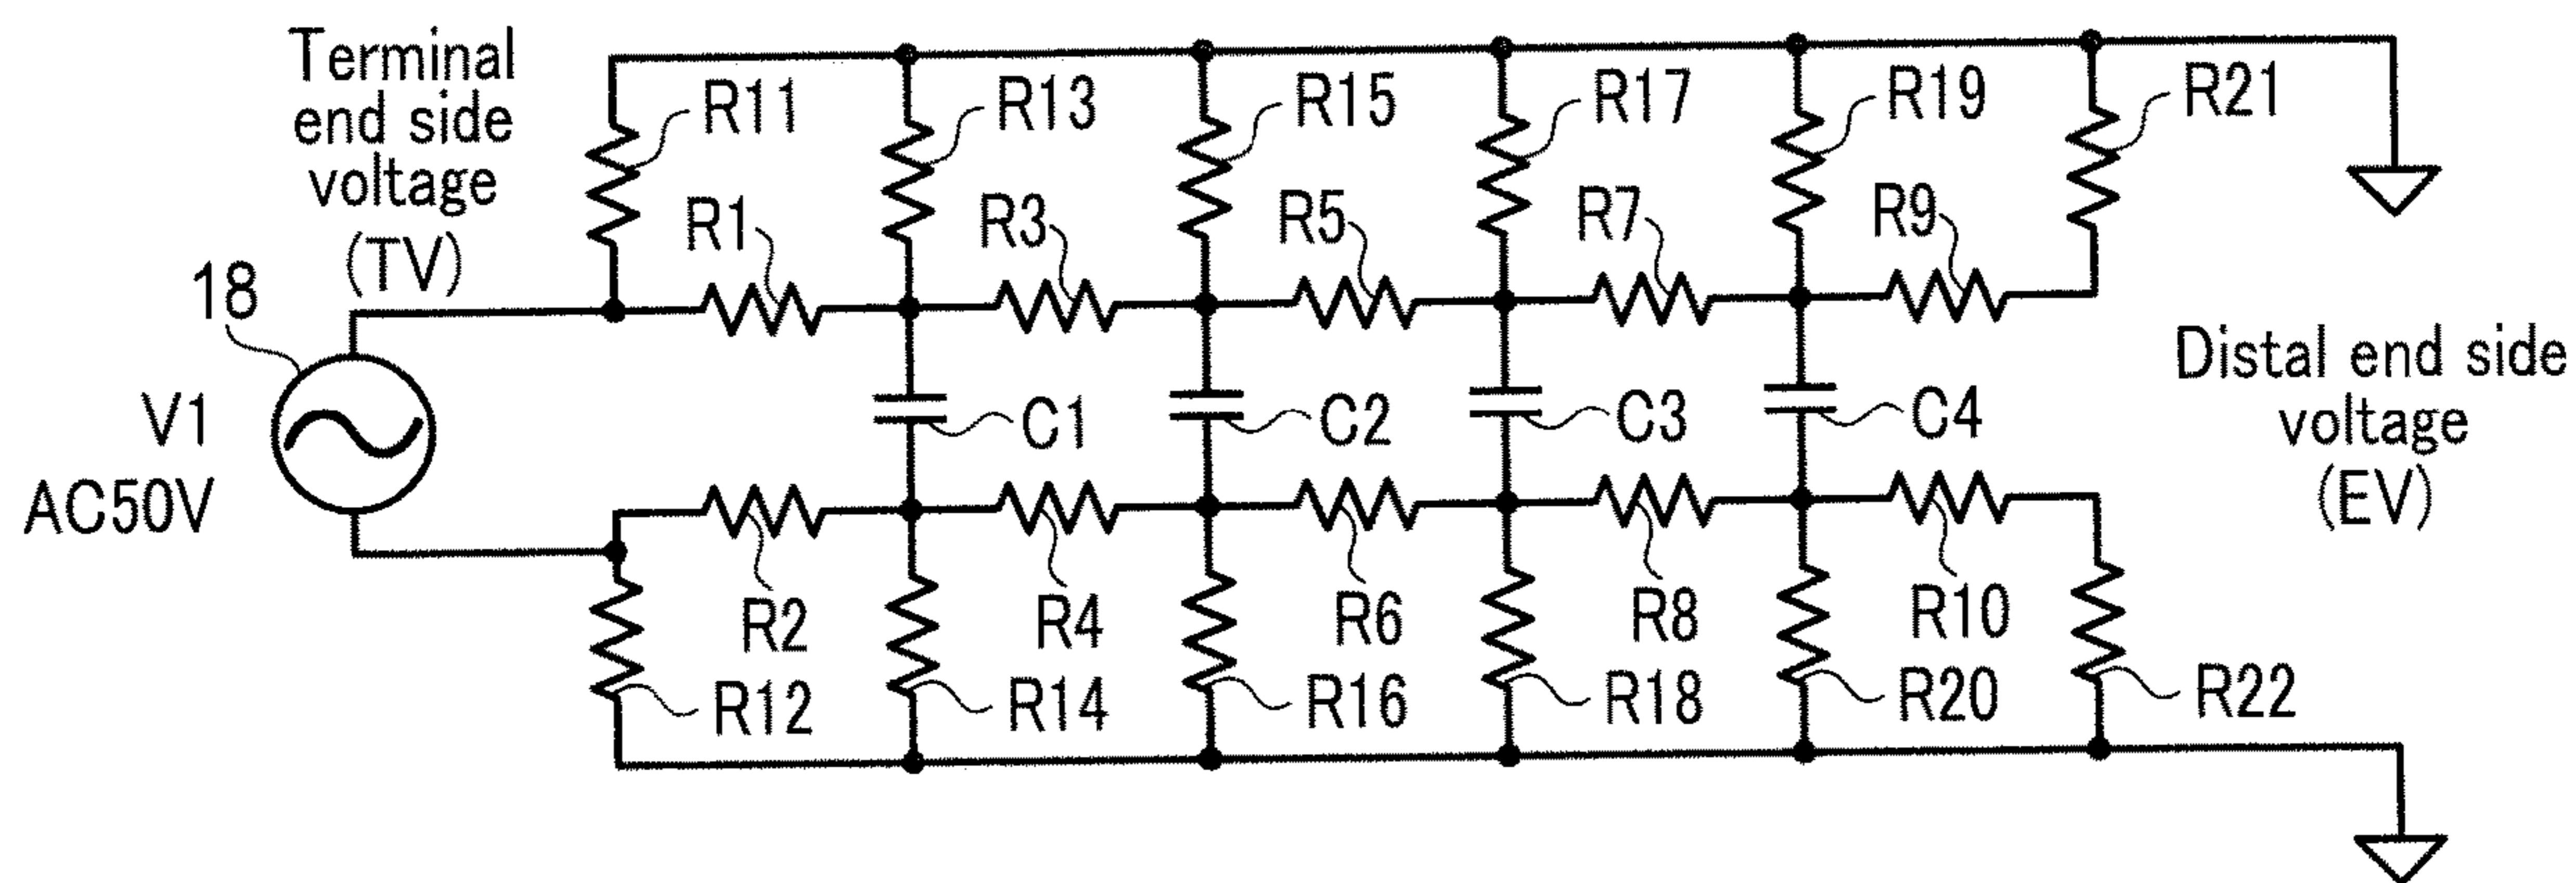 Terminal
end side
voltage
(TV)
18
V1
AC50V
R11
R13
R15
R17
R19
R21
R1
R3
R5
R7
R9
C1
C2
C3
C4
Distal end side
voltage
(EV)
R2
R4
R6
R8
R10
R12
R14
R16
R18
R20
R22